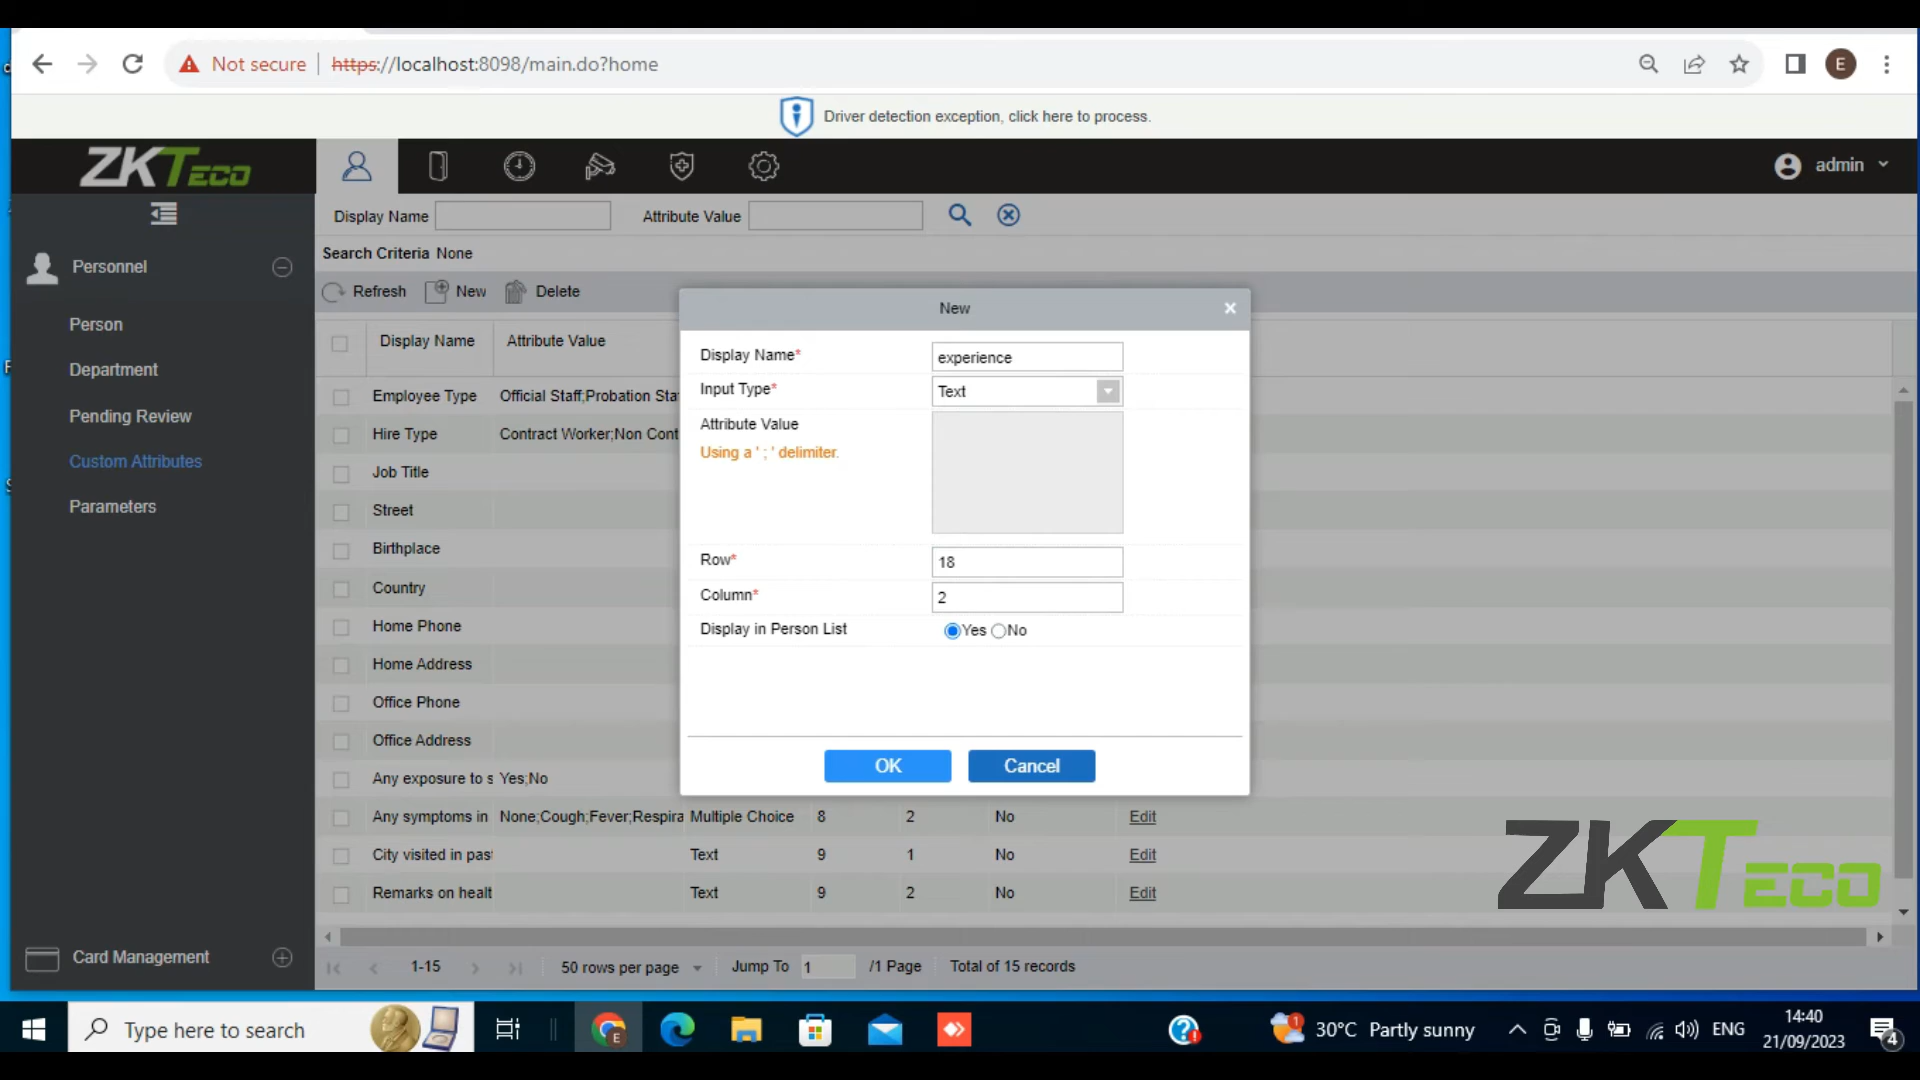 Not secure | https://localhost:8098/main.do?home
E
Driver detection exception, click here to process.
ZKTECO
admin
Display Name
Attribute Value
Search Criteria None
Personnel
Person
Department
Pending Review
Custom Attributes
Parameters
Card Management
Refresh New Delete
Display Name Attribute Value
Employee Type Official Staff;Probation Sta
Hire Type Contract Worker;Non Cont
Job Title
Street
Birthplace
Country
Home Phone
Home Address
Office Phone
Office Address
Any exposure to s Yes;No
Any symptoms in None;Cough;Fever;Respira Multiple Choice 8 2 No Edit
City visited in past Text 9 1 No Edit
Remarks on healt Text 9 2 No Edit
New
Display Name* experience
Input Type* Text
Attribute Value
Using a ' ; ' delimiter.
Row* 18
Column* 2
Display in Person List Yes No
OK Cancel
ZKTECO
1-15 50 rows per page Jump To 1 /1 Page Total of 15 records
Type here to search
E
1
30°C Partly sunny
ENG
14:40
21/09/2023
4